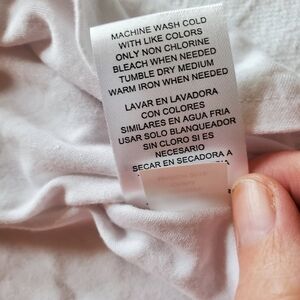 MACHINE WASH COLD
WITH LIKE COLORS
ONLY NON CHLORINE
BLEACH WHEN NEEDED
TUMBLE DRY MEDIUM
WARM IRON WHEN NEEDED
LAVAR EN LAVADORA
CON COLORES
SIMILARES EN AGUA FRIA
USAR SOLO BLANQUEADOR
SIN CLORO SI ES
NECESARIO
SECAR EN SECADORA A